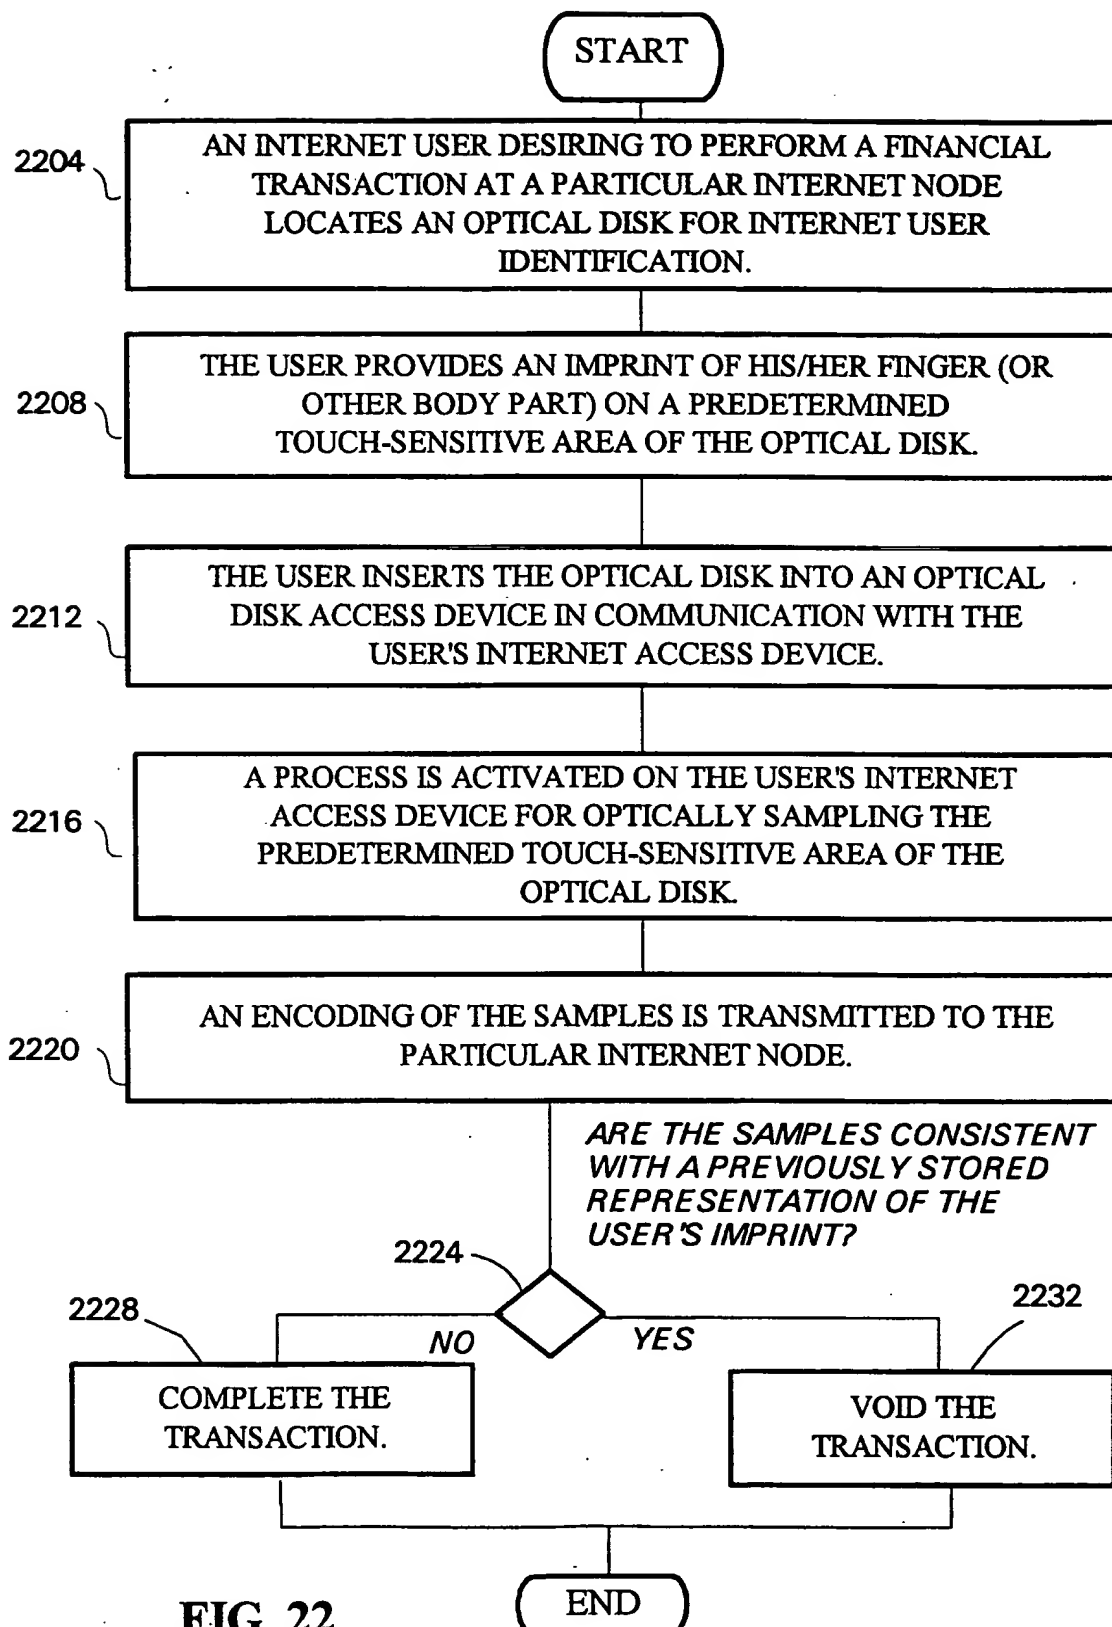 START
2204
AN INTERNET USER DESIRING TO PERFORM A FINANCIAL
TRANSACTION AT A PARTICULAR INTERNET NODE
LOCATES AN OPTICAL DISK FOR INTERNET USER
IDENTIFICATION.
2208
THE USER PROVIDES AN IMPRINT OF HIS/HER FINGER (OR
OTHER BODY PART) ON A PREDETERMINED
TOUCH-SENSITIVE AREA OF THE OPTICAL DISK.
2212
THE USER INSERTS THE OPTICAL DISK INTO AN OPTICAL
DISK ACCESS DEVICE IN COMMUNICATION WITH THE
USER'S INTERNET ACCESS DEVICE.
2216
A PROCESS IS ACTIVATED ON THE USER'S INTERNET
ACCESS DEVICE FOR OPTICALLY SAMPLING THE
PREDETERMINED TOUCH-SENSITIVE AREA OF THE
OPTICAL DISK.
2220
AN ENCODING OF THE SAMPLES IS TRANSMITTED TO THE
PARTICULAR INTERNET NODE.
ARE THE SAMPLES CONSISTENT
WITH A PREVIOUSLY STORED
REPRESENTATION OF THE
USER'S IMPRINT?
2224
2228
2232
NO
YES
COMPLETE THE
TRANSACTION.
VOID THE
TRANSACTION.
END
FIG. 22